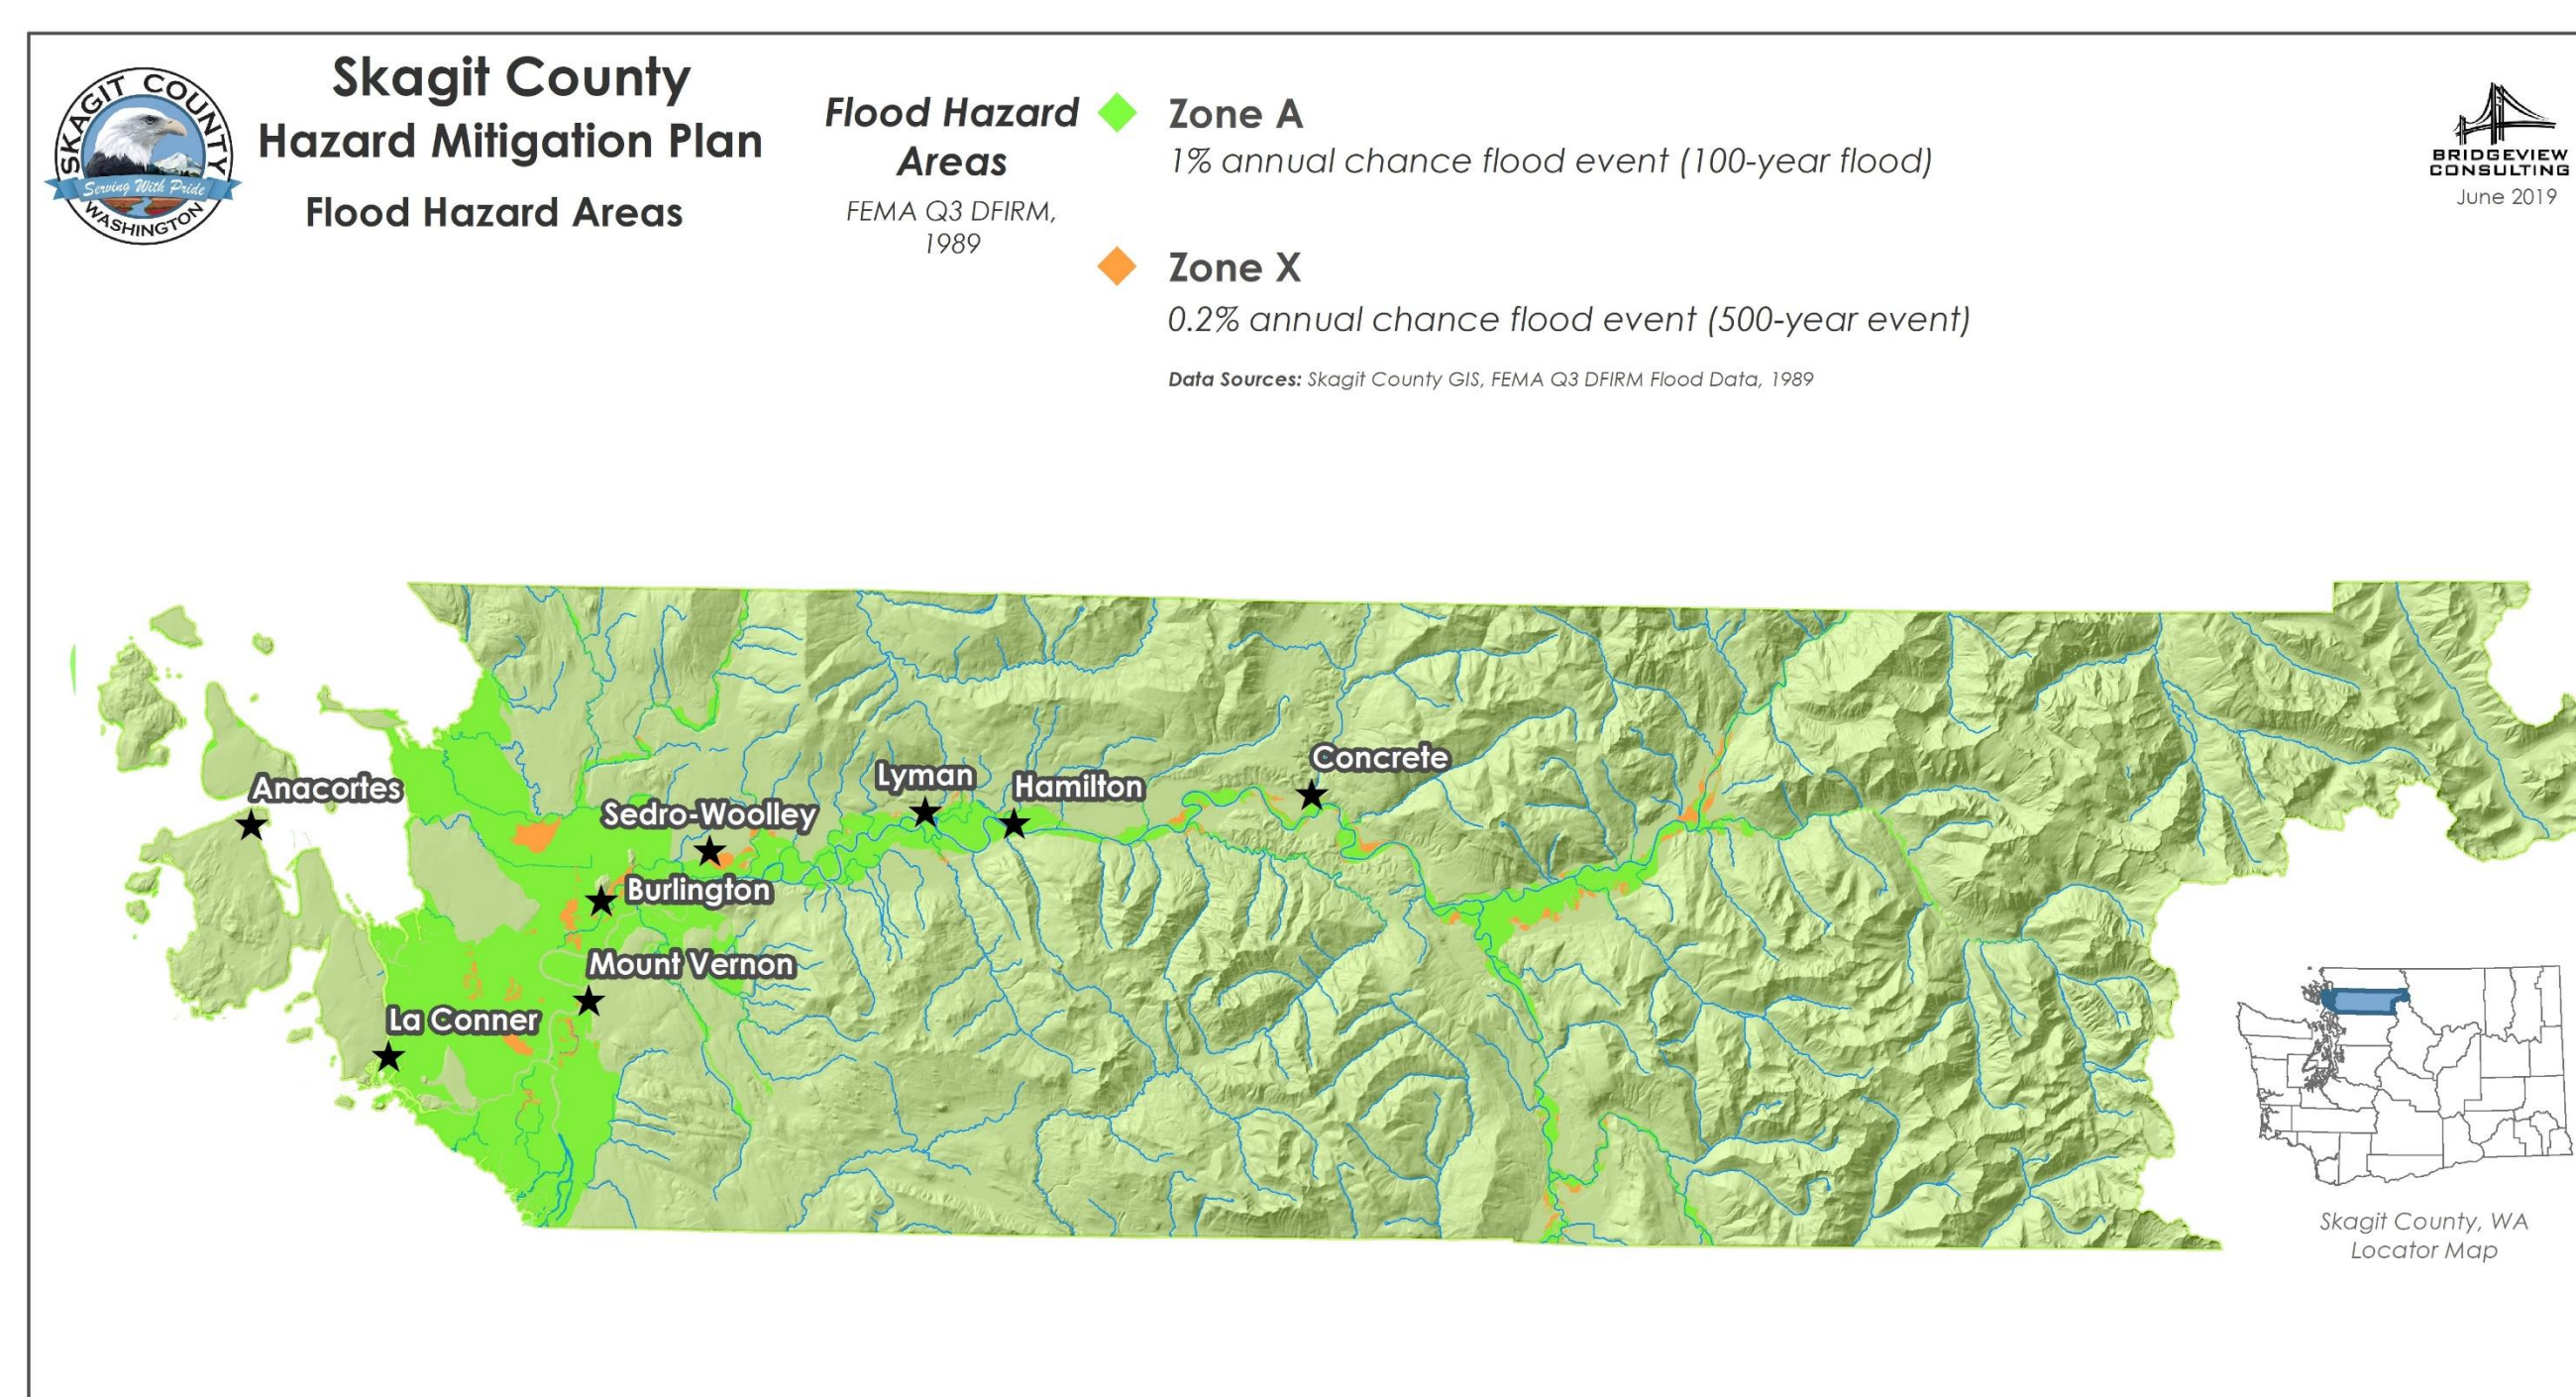 SKAGIT COUNTY
Serving With Pride
WASHINGTON
Skagit County
Hazard Mitigation Plan
Flood Hazard Areas
Flood Hazard
Areas
FEMA Q3 DFIRM,
1989
Zone A
1% annual chance flood event (100-year flood)
Zone X
0.2% annual chance flood event (500-year event)
Data Sources: Skagit County GIS, FEMA Q3 DFIRM Flood Data, 1989
BRIDGEVIEW
CONSULTING
June 2019
Concrete
Lyman
Hamilton
Anacortes
Sedro-Woolley
Burlington
Mount Vernon
La Conner
Skagit County, WA
Locator Map